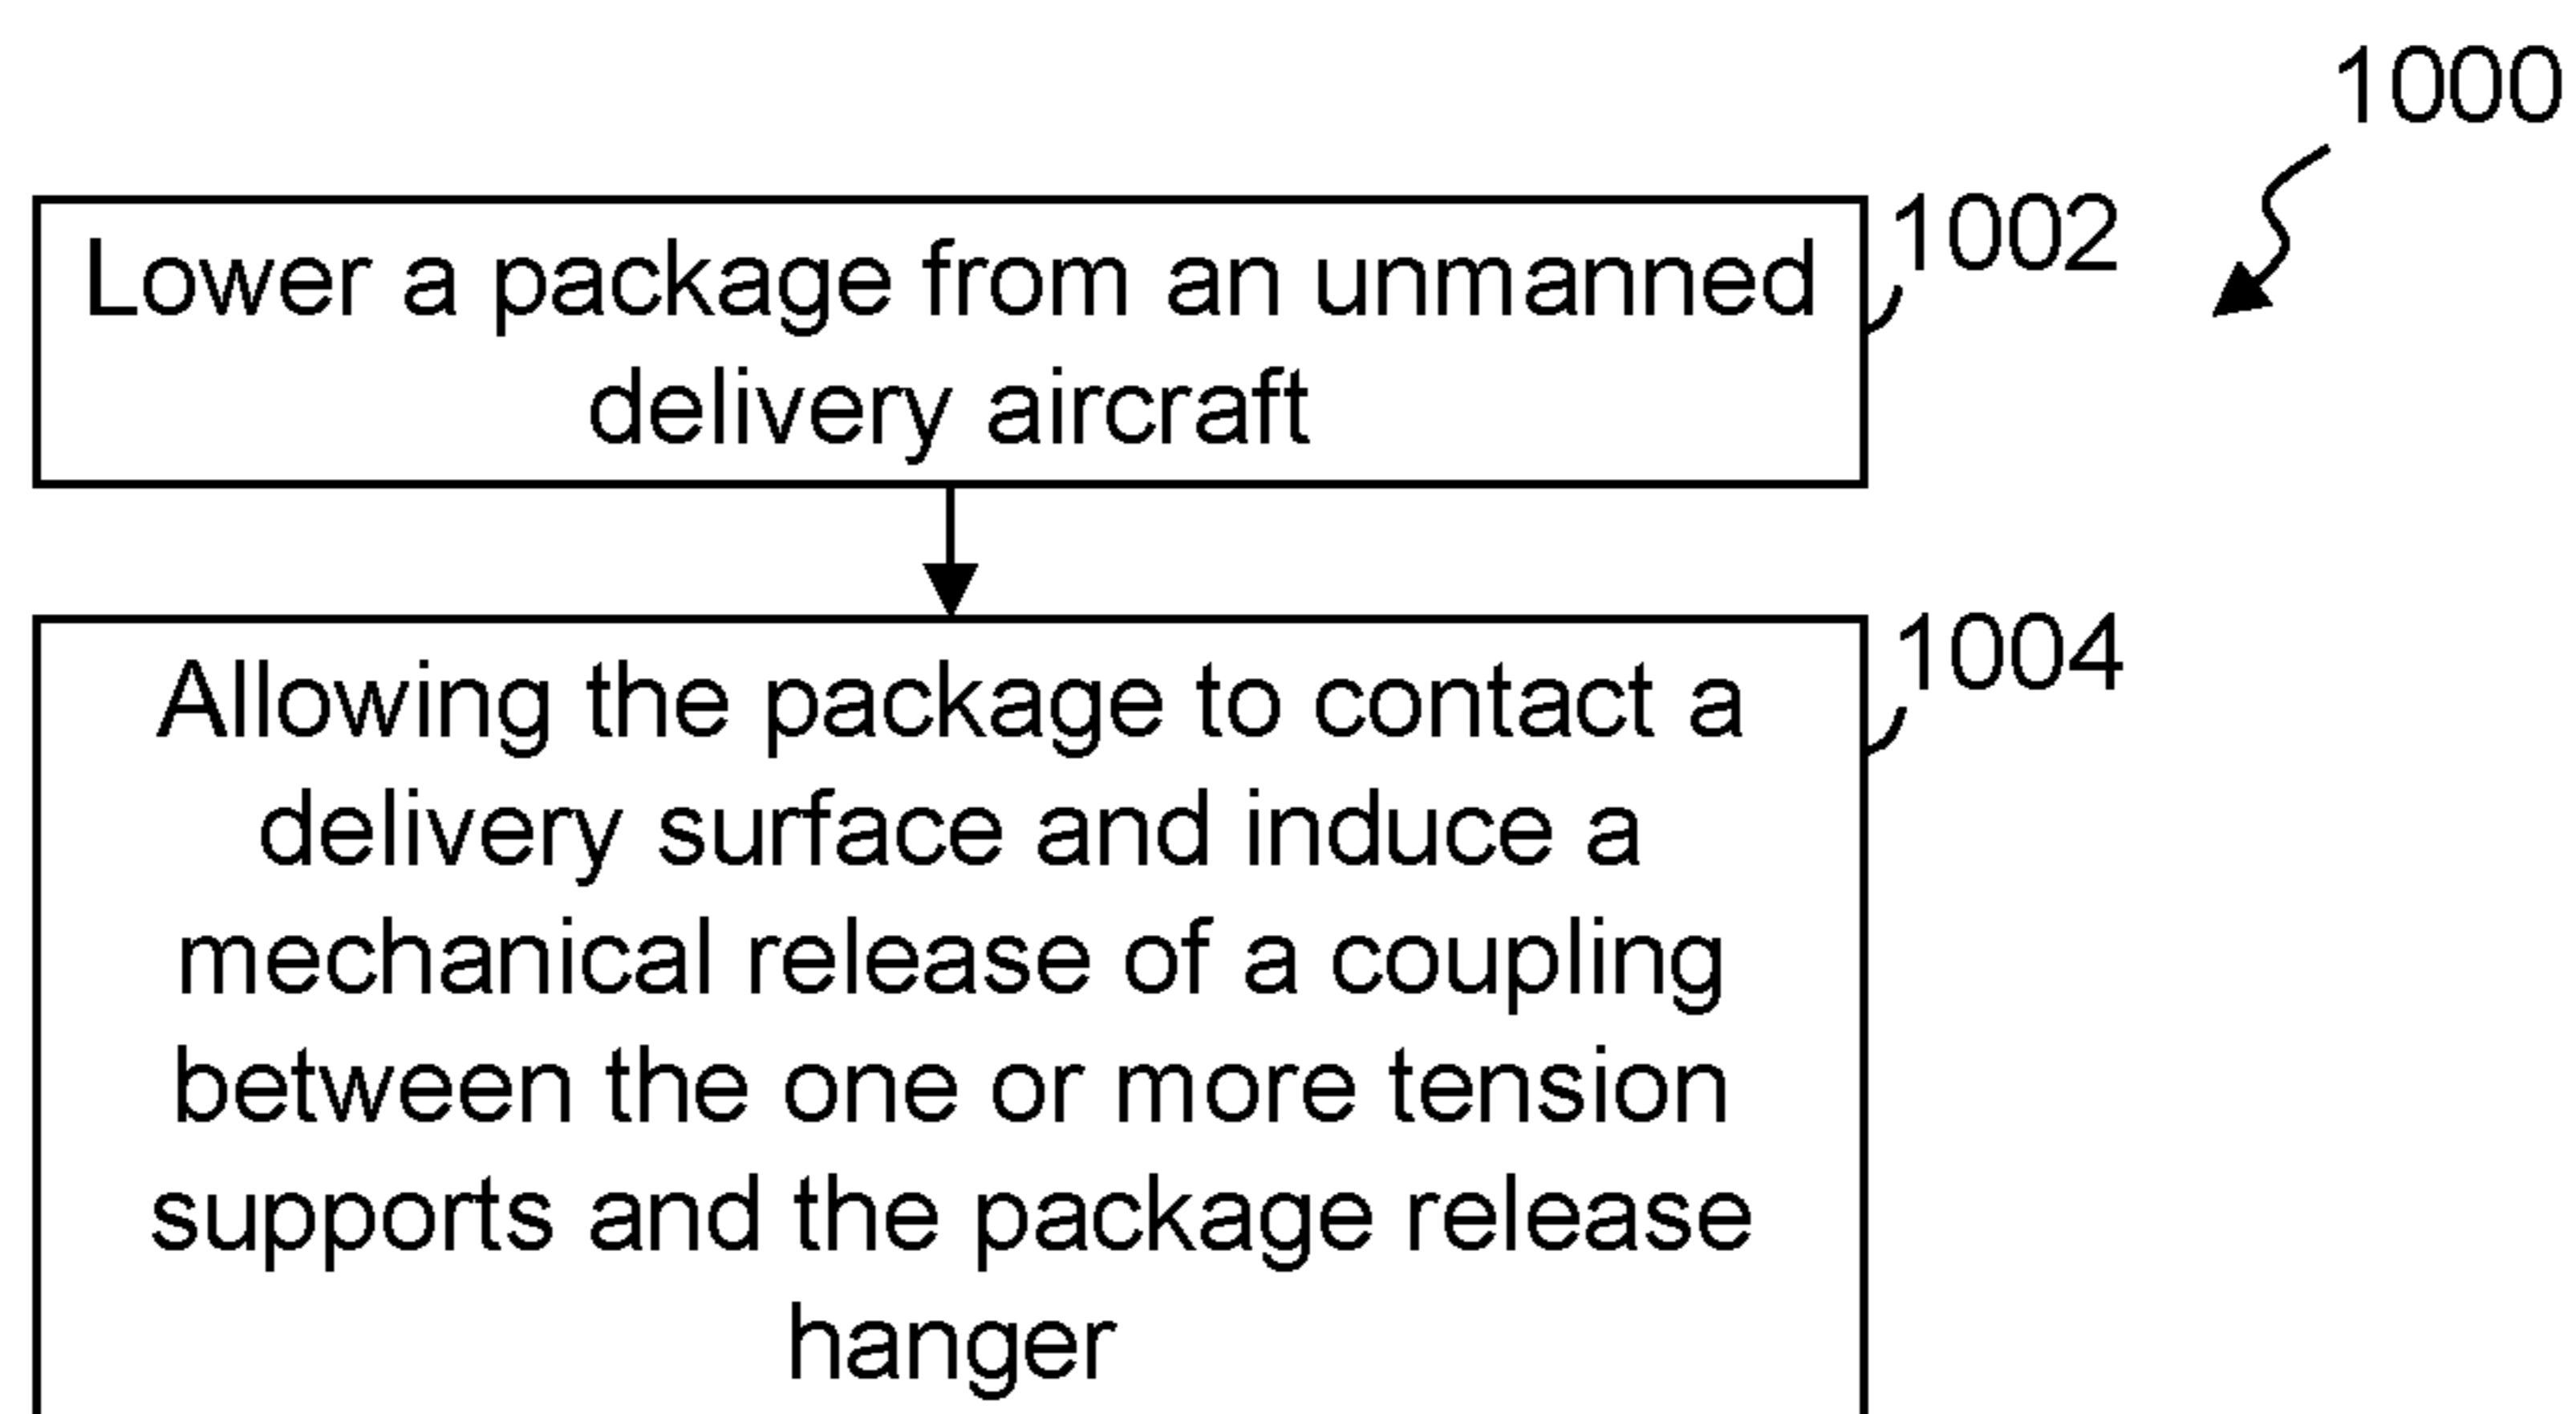 1000
1002
Lower a package from an unmanned
delivery aircraft
1004
Allowing the package to contact a
delivery surface and induce a
mechanical release of a coupling
between the one or more tension
supports and the package release
hanger